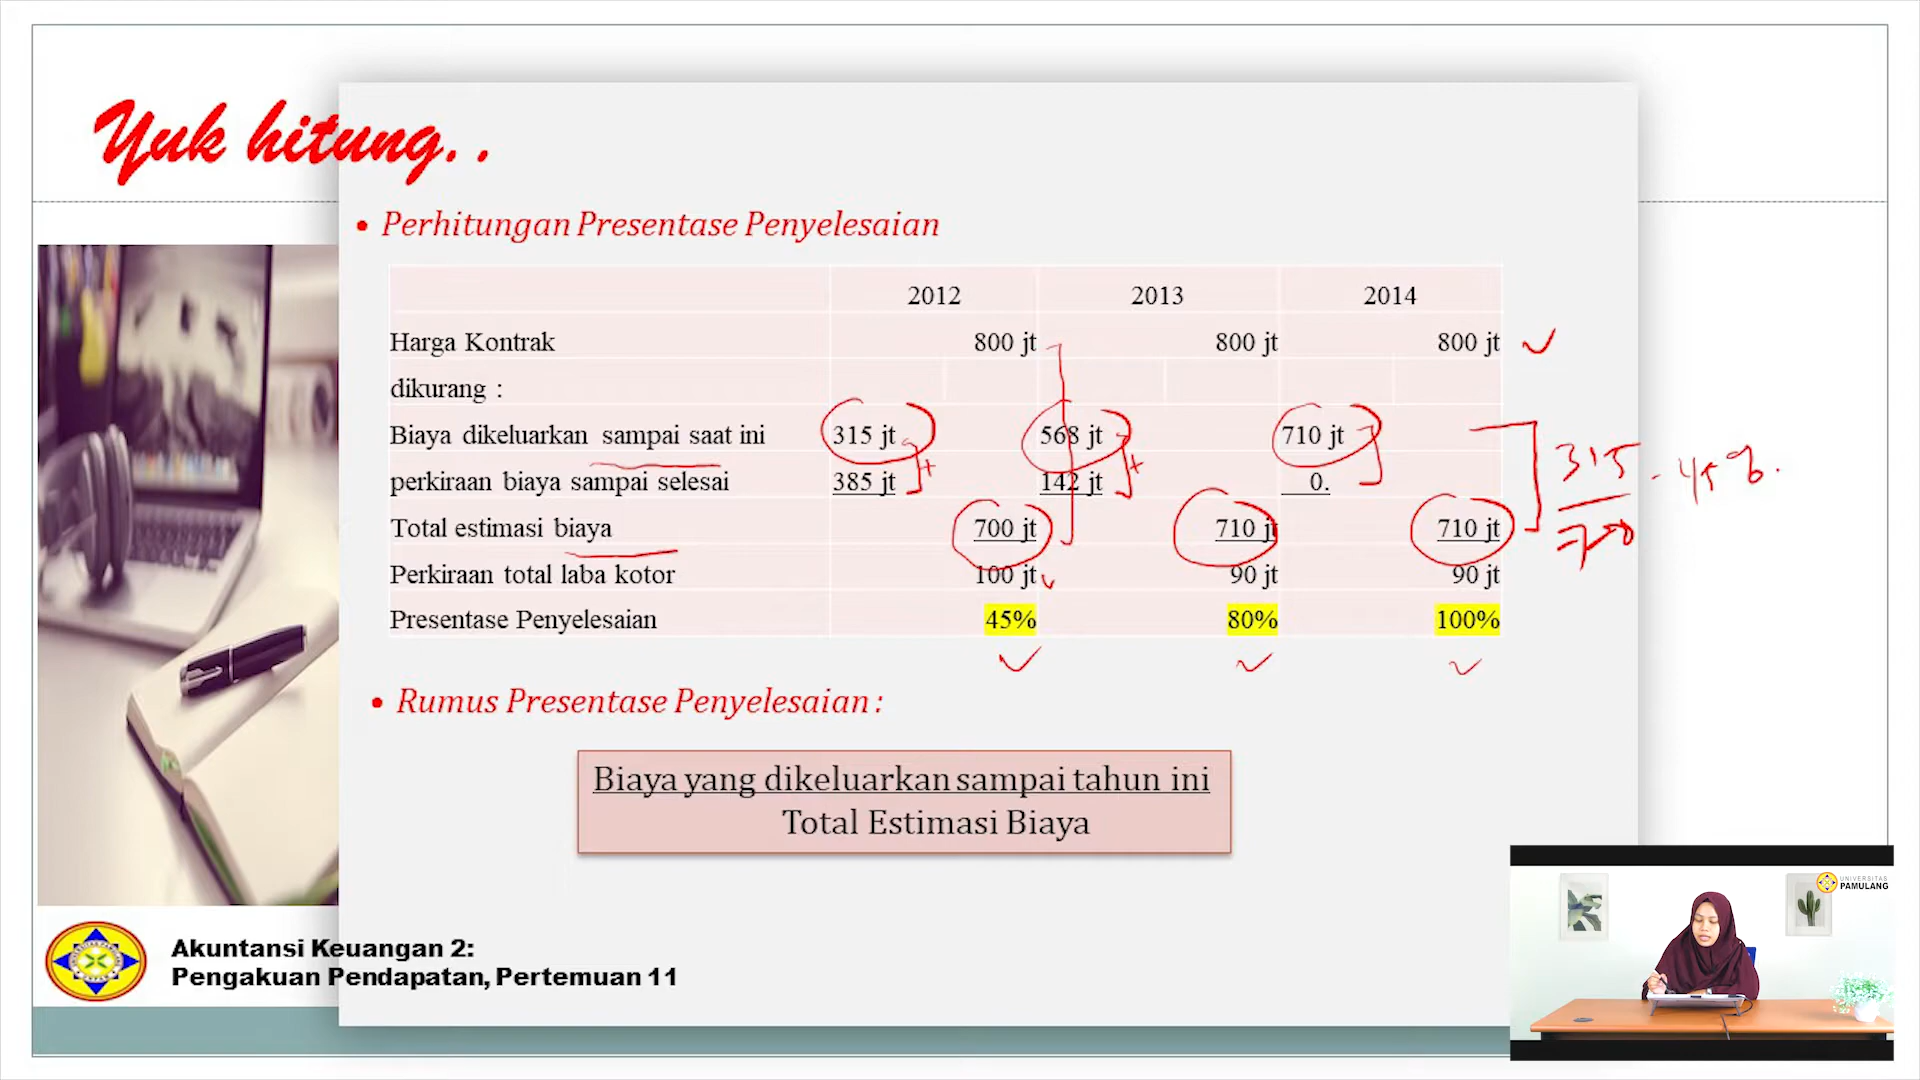 Yuk hitung. .
• Perhitungan Presentase Penyelesaian
2012 2013 2014
Harga Kontrak 800 jt 800 jt 800 jt
dikurang :
Biaya dikeluarkan sampai saat ini 315 jt 568 jt 710 jt
perkiraan biaya sampai selesai 385 jt + 142 jt + 0.
Total estimasi biaya 700 jt 710 jt 710 jt
Perkiraan total laba kotor 100 jt 90 jt 90 jt
Presentase Penyelesaian 45% 80% 100%
315
700
45%.
• Rumus Presentase Penyelesaian :
Biaya yang dikeluarkan sampai tahun ini
Total Estimasi Biaya
UNIVERSITAS
PAMULANG
Akuntansi Keuangan 2:
Pengakuan Pendapatan, Pertemuan 11